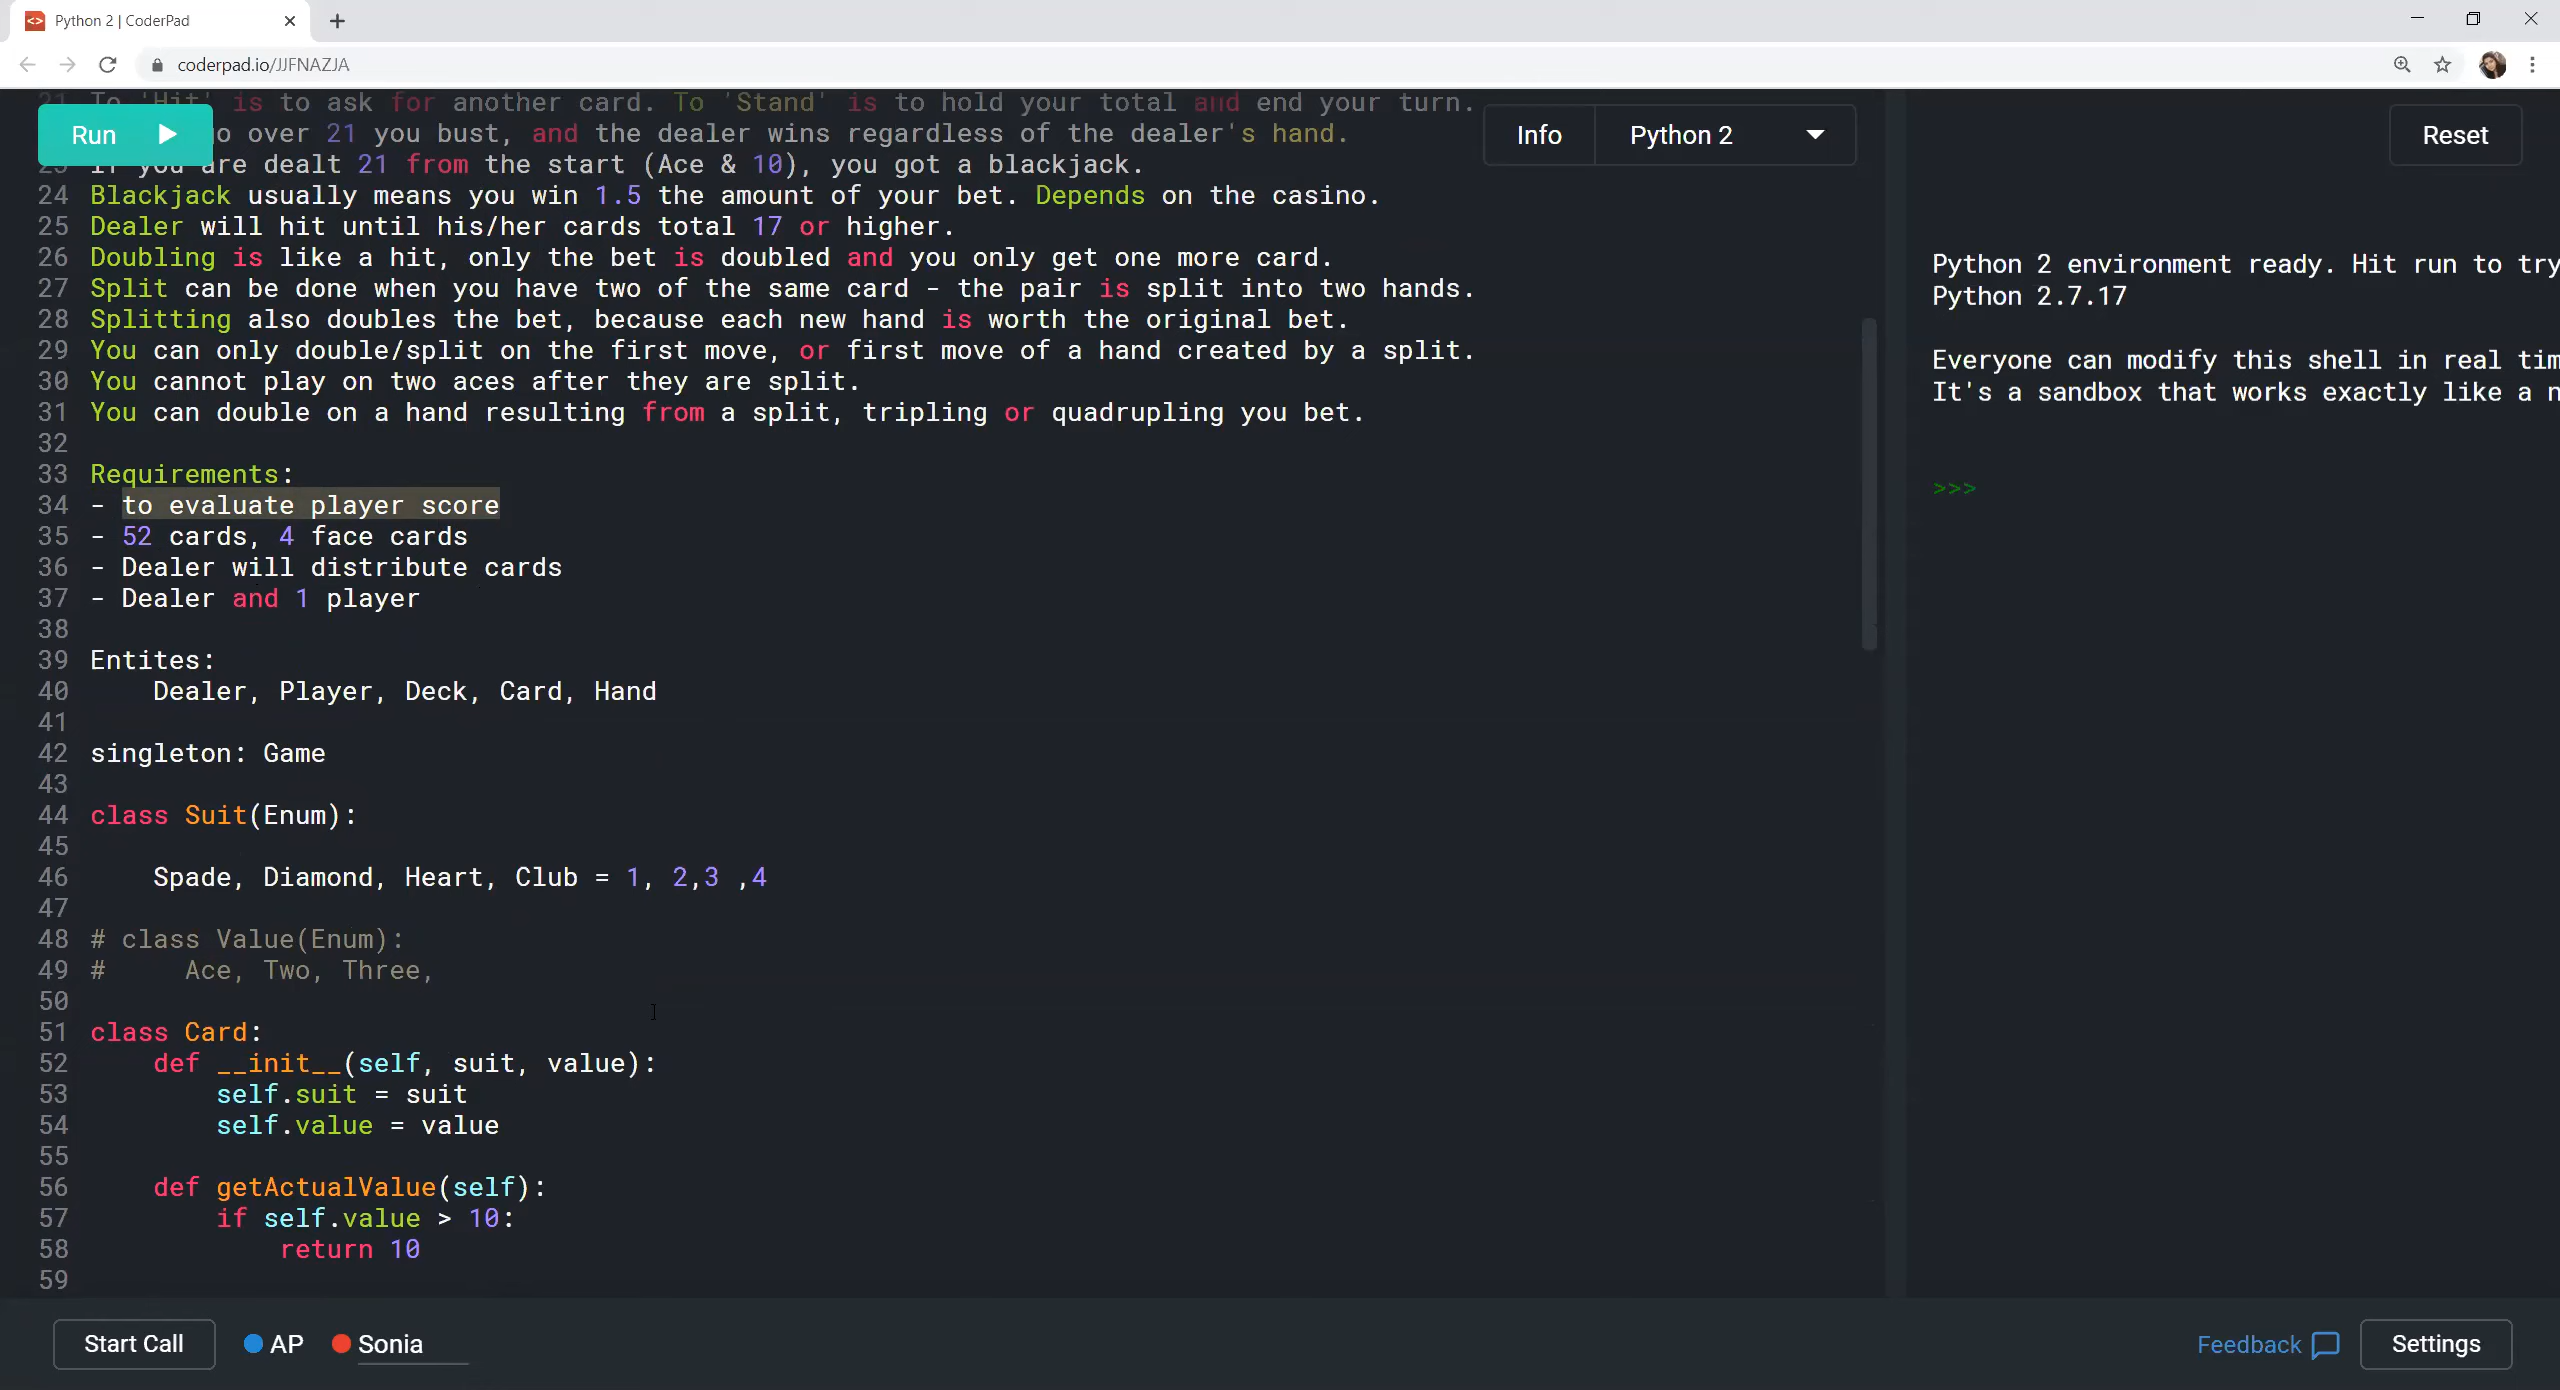 Python 2 | CoderPad
coderpad.io/JJFNAZJA
21 To 'Hit' is to ask for another card. To 'Stand' is to hold your total and end your turn.
Run
go over 21 you bust, and the dealer wins regardless of the dealer's hand.
23 If you are dealt 21 from the start (Ace & 10), you got a blackjack.
24 Blackjack usually means you win 1.5 the amount of your bet. Depends on the casino.
25 Dealer will hit until his/her cards total 17 or higher.
26 Doubling is like a hit, only the bet is doubled and you only get one more card.
27 Split can be done when you have two of the same card - the pair is split into two hands.
28 Splitting also doubles the bet, because each new hand is worth the original bet.
29 You can only double/split on the first move, or first move of a hand created by a split.
30 You cannot play on two aces after they are split.
31 You can double on a hand resulting from a split, tripling or quadrupling you bet.
32
33 Requirements:
34 - to evaluate player score
35 - 52 cards, 4 face cards
36 - Dealer will distribute cards
37 - Dealer and 1 player
38
39 Entites:
40     Dealer, Player, Deck, Card, Hand
41
42 singleton: Game
43
44 class Suit(Enum):
45
46     Spade, Diamond, Heart, Club = 1, 2,3 ,4
47
48 # class Value(Enum):
49 #     Ace, Two, Three,
50
51 class Card:
52     def __init__(self, suit, value):
53         self.suit = suit
54         self.value = value
55
56     def getActualValue(self):
57         if self.value > 10:
58             return 10
59
Info
Python 2
Reset
Python 2 environment ready. Hit run to try
Python 2.7.17
Everyone can modify this shell in real tim
It's a sandbox that works exactly like a n
>>>
Start Call
AP
Sonia
Feedback
Settings